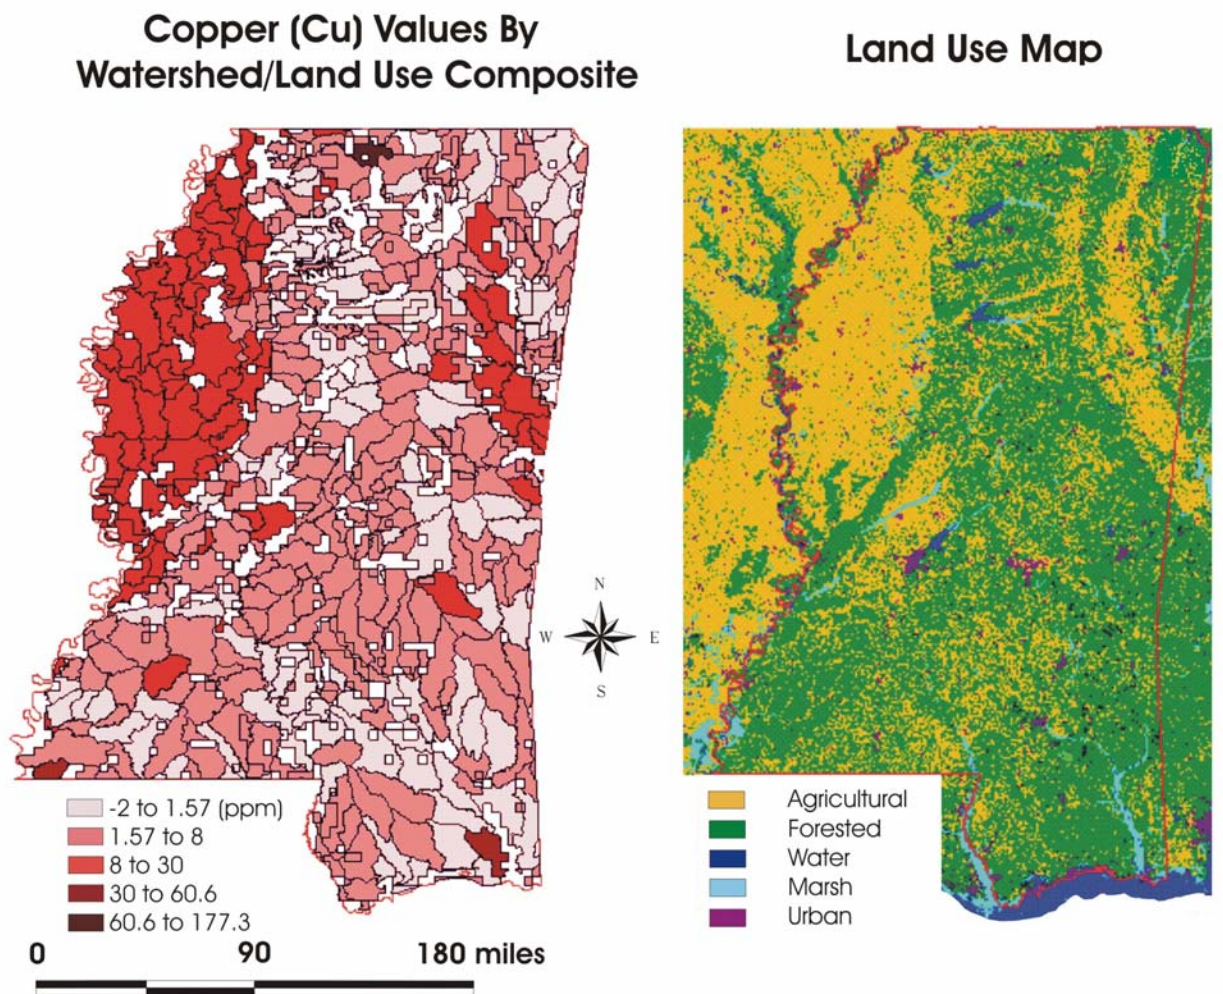 Copper (Cu) Values By
Watershed/Land Use Composite
Land Use Map
N
W
E
S
-2 to 1.57 (ppm)
1.57 to 8
8 to 30
30 to 60.6
60.6 to 177.3
0
90
180 miles
Agricultural
Forested
Water
Marsh
Urban